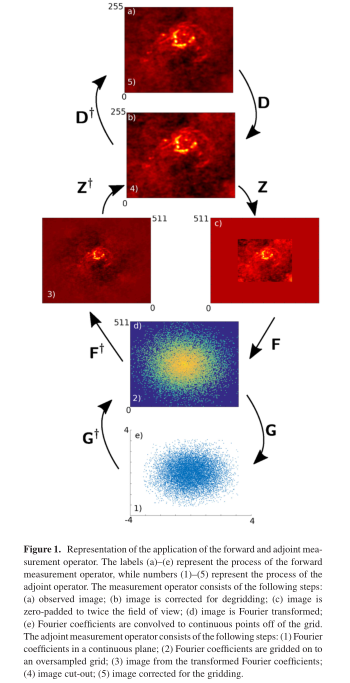 255
a)
5)
0
D†
D
255
b)
4)
0
Z†
Z
511
511
c)
3)
0
0
F†
F
511
d)
2)
0
G†
G
4
e)
1)
-4
4
Figure 1. Representation of the application of the forward and adjoint mea-
surement operator. The labels (a)–(e) represent the process of the forward
measurement operator, while numbers (1)–(5) represent the process of the
adjoint operator. The measurement operator consists of the following steps:
(a) observed image; (b) image is corrected for degridding; (c) image is
zero-padded to twice the field of view; (d) image is Fourier transformed;
(e) Fourier coefficients are convolved to continuous points off of the grid.
The adjoint measurement operator consists of the following steps: (1) Fourier
coefficients in a continuous plane; (2) Fourier coefficients are gridded on to
an oversampled grid; (3) image from the transformed Fourier coefficients;
(4) image cut-out; (5) image corrected for the gridding.